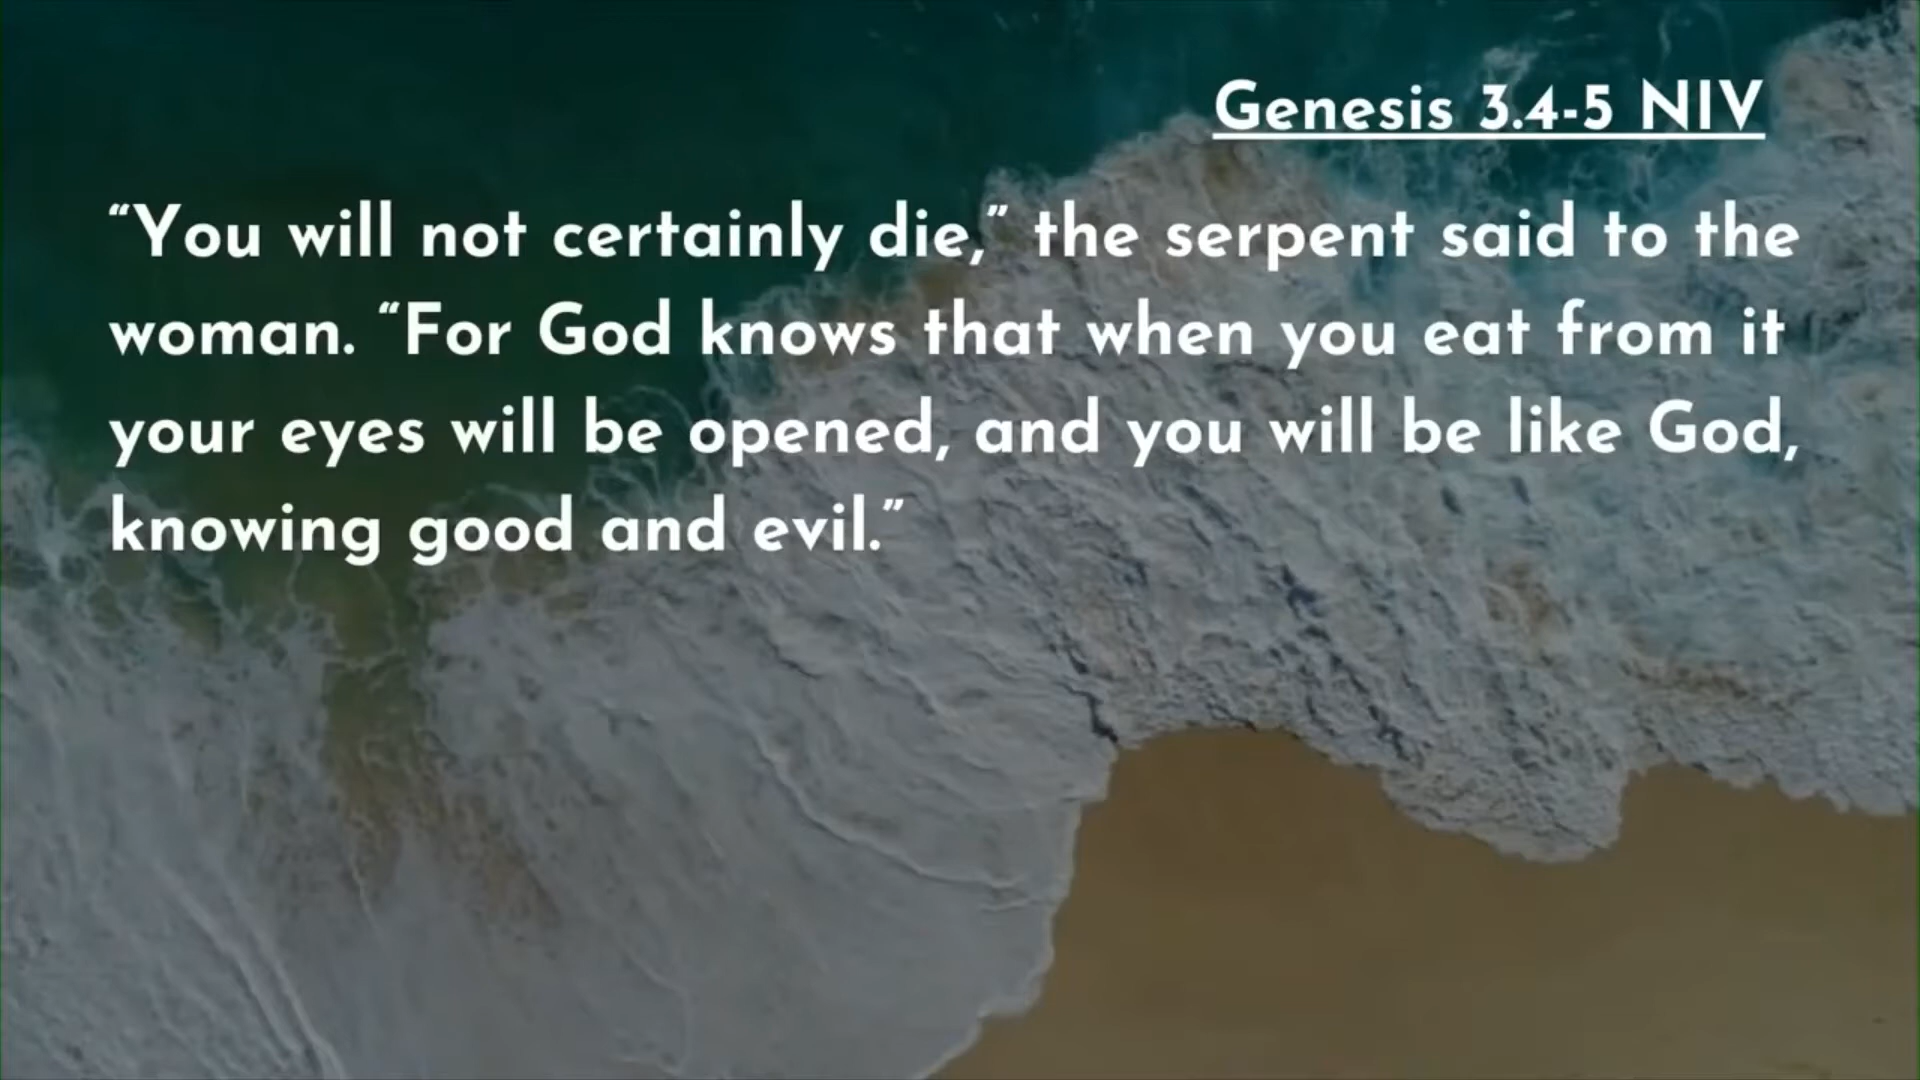 Genesis 3.4-5 NIV
“You will not certainly die,” the serpent said to the
woman. “For God knows that when you eat from it
your eyes will be opened, and you will be like God,
knowing good and evil.”